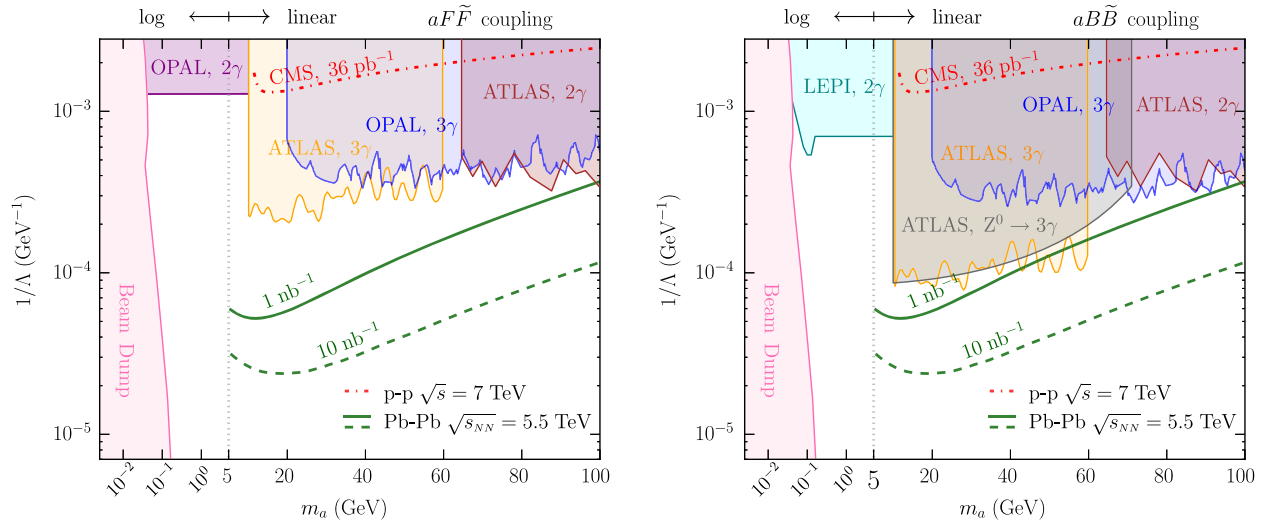 log ⟷ linear
aFF̃ coupling
1/Λ (GeV⁻¹)
10⁻³
10⁻⁴
10⁻⁵
OPAL, 2γ
CMS, 36 pb⁻¹
ATLAS, 2γ
OPAL, 3γ
ATLAS, 3γ
Beam Dump
1 nb⁻¹
10 nb⁻¹
p-p √s = 7 TeV
Pb-Pb √s_NN = 5.5 TeV
10⁻² 10⁻¹ 10⁰ 5 20 40 60 80 100
mₐ (GeV)
log ⟷ linear
aBB̃ coupling
1/Λ (GeV⁻¹)
10⁻³
10⁻⁴
10⁻⁵
LEPI, 2γ
CMS, 36 pb⁻¹
OPAL, 3γ
ATLAS, 2γ
ATLAS, 3γ
ATLAS, Z⁰ → 3γ
Beam Dump
1 nb⁻¹
10 nb⁻¹
p-p √s = 7 TeV
Pb-Pb √s_NN = 5.5 TeV
10⁻² 10⁻¹ 10⁰ 5 20 40 60 80 100
mₐ (GeV)